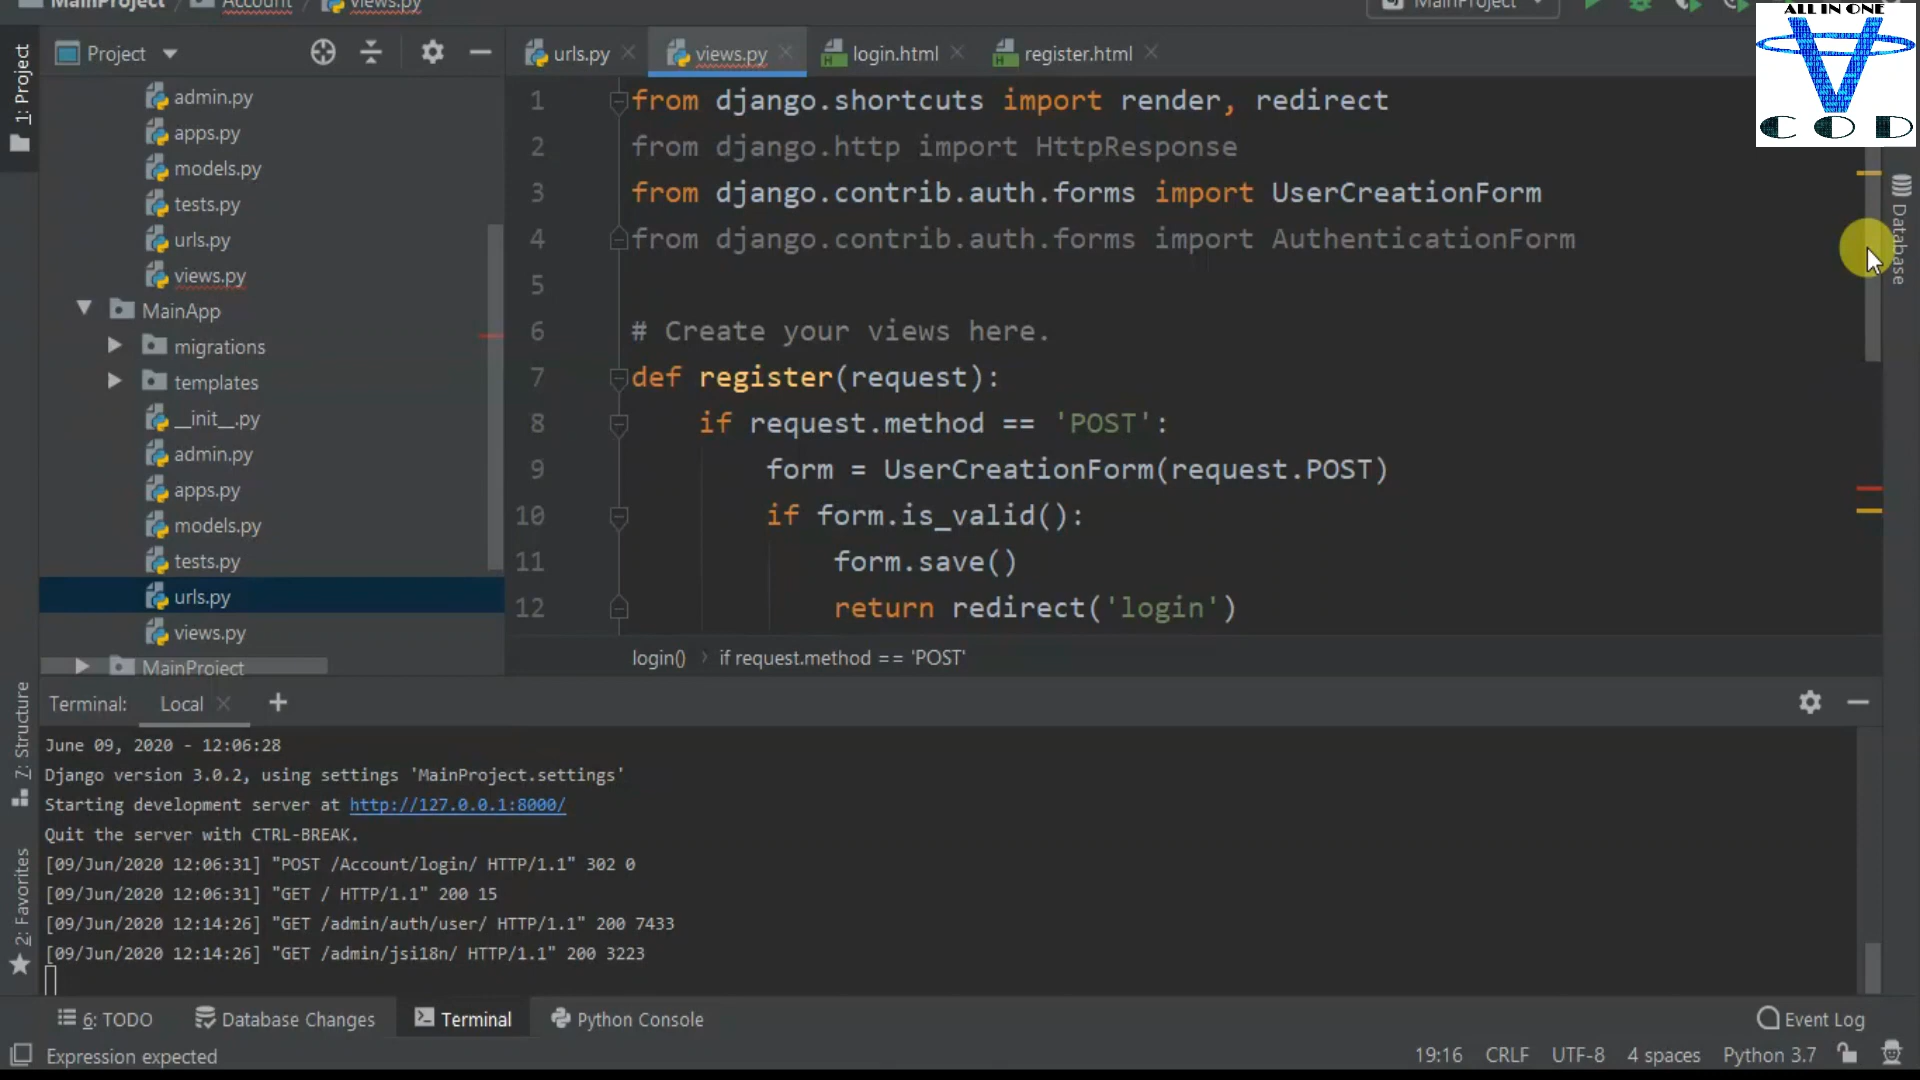 MainProject
Account
views.py
MainProject
ALL IN ONE
C O D
1: Project
Project
urls.py
views.py
login.html
register.html
admin.py
apps.py
models.py
tests.py
urls.py
views.py
MainApp
migrations
templates
__init__.py
admin.py
apps.py
models.py
tests.py
urls.py
views.py
MainProject
1 from django.shortcuts import render, redirect
2 from django.http import HttpResponse
3 from django.contrib.auth.forms import UserCreationForm
4 from django.contrib.auth.forms import AuthenticationForm
5
6 # Create your views here.
7 def register(request):
8 if request.method == 'POST':
9 form = UserCreationForm(request.POST)
10 if form.is_valid():
11 form.save()
12 return redirect('login')
login() › if request.method == 'POST'
Database
7: Structure
2: Favorites
Terminal: Local +
June 09, 2020 - 12:06:28
Django version 3.0.2, using settings 'MainProject.settings'
Starting development server at http://127.0.0.1:8000/
Quit the server with CTRL-BREAK.
[09/Jun/2020 12:06:31] "POST /Account/login/ HTTP/1.1" 302 0
[09/Jun/2020 12:06:31] "GET / HTTP/1.1" 200 15
[09/Jun/2020 12:14:26] "GET /admin/auth/user/ HTTP/1.1" 200 7433
[09/Jun/2020 12:14:26] "GET /admin/jsi18n/ HTTP/1.1" 200 3223
6: TODO
Database Changes
Terminal
Python Console
Event Log
Expression expected
19:16 CRLF UTF-8 4 spaces Python 3.7